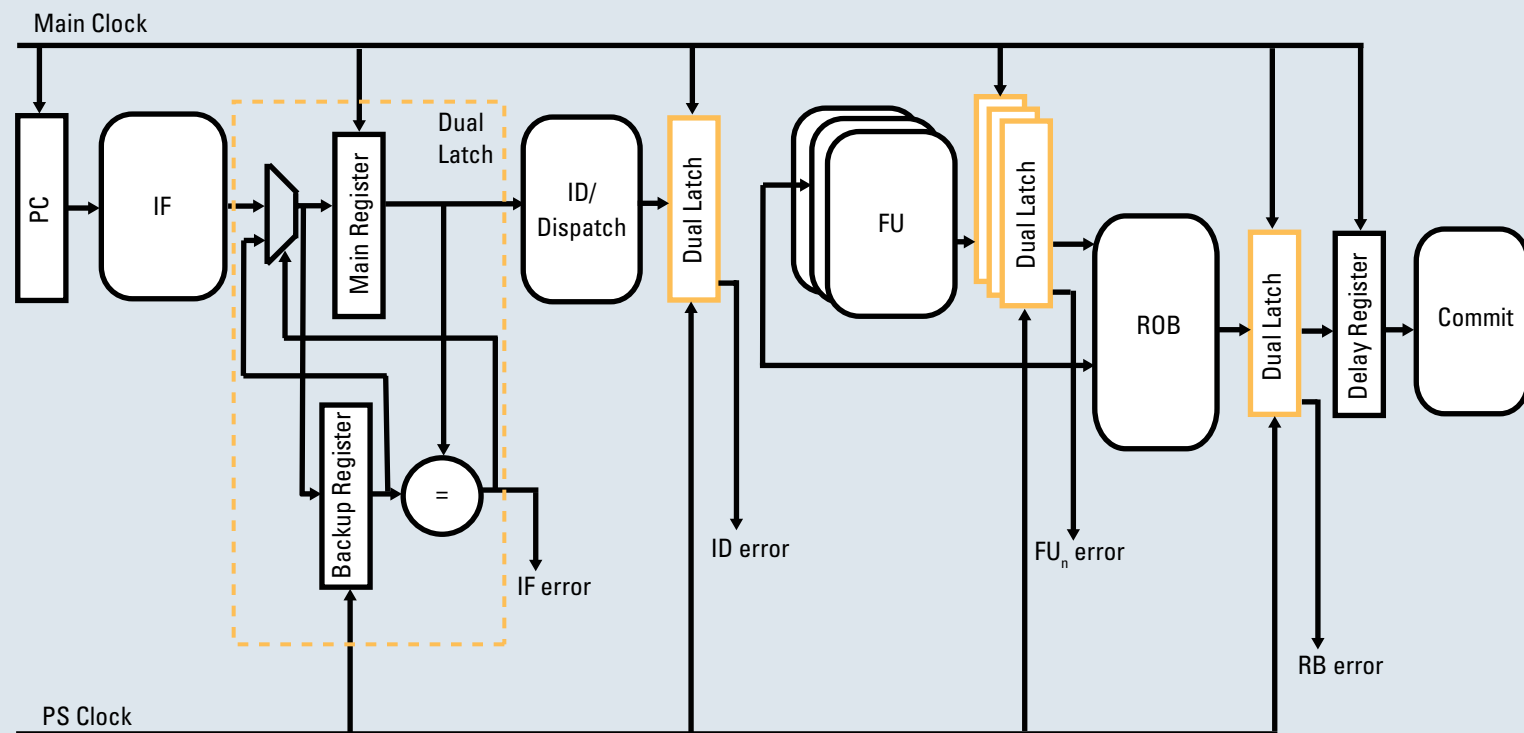 Main Clock
PC
IF
Main Register
Dual
Latch
Backup Register
=
IF error
ID/
Dispatch
Dual Latch
ID error
FU
Dual Latch
FUn error
ROB
Dual Latch
RB error
Delay Register
Commit
PS Clock